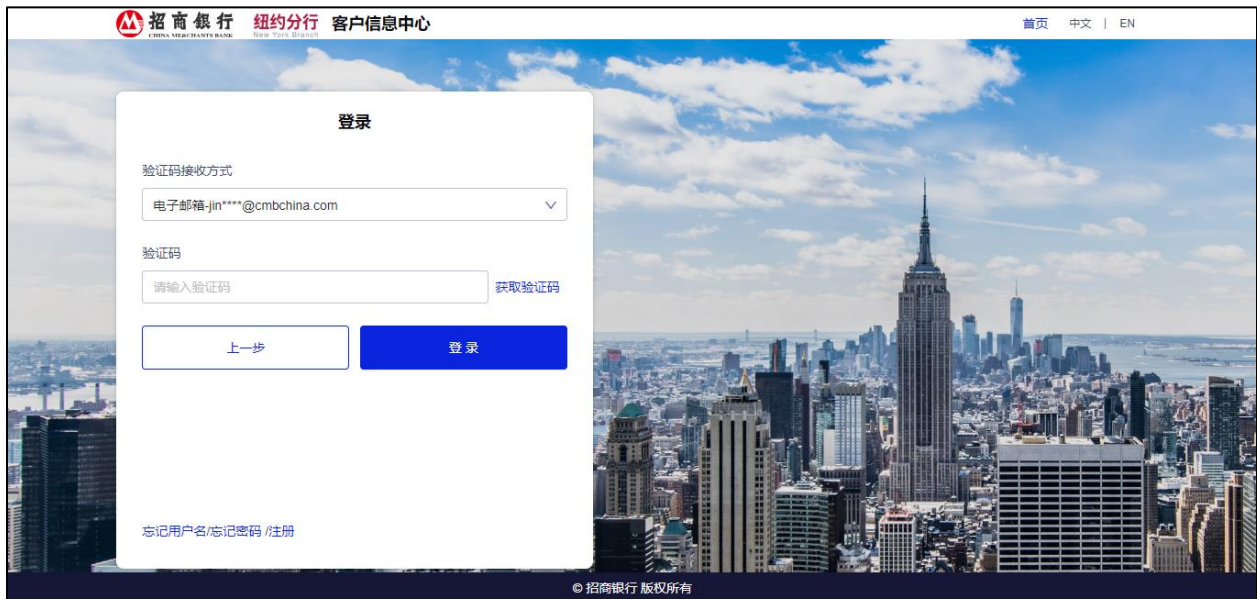 招商银行 纽约分行 客户信息中心
CHINA MERCHANTS BANK New York Branch
首页 中文 | EN
登录
验证码接收方式
电子邮箱-jin****@cmbchina.com
验证码
请输入验证码 获取验证码
上一步 登录
忘记用户名/忘记密码 /注册
© 招商银行 版权所有